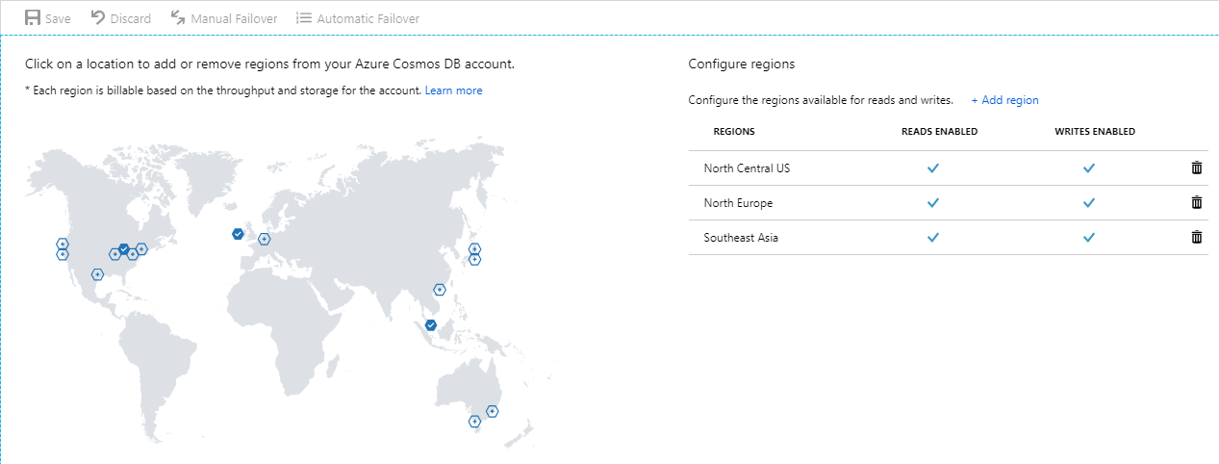 Save Discard Manual Failover Automatic Failover
Click on a location to add or remove regions from your Azure Cosmos DB account.
* Each region is billable based on the throughput and storage for the account. Learn more
Configure regions
Configure the regions available for reads and writes. + Add region
REGIONS READS ENABLED WRITES ENABLED
North Central US
North Europe
Southeast Asia